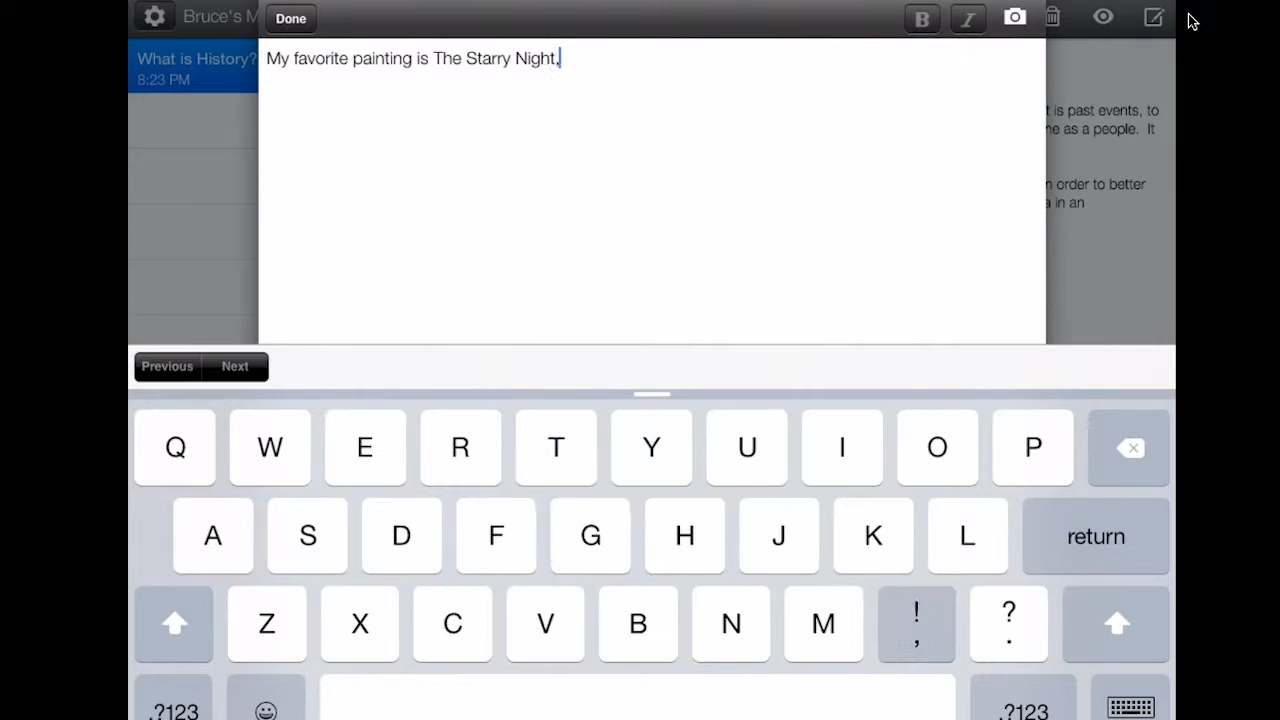 Bruce's M
Done
B I
What is History?
8:23 PM
My favorite painting is The Starry Night,
t is past events, to
ne as a people. It
n order to better
a in an
Previous Next
Q W E R T Y U I O P
A S D F G H J K L return
Z X C V B N M ! , ? .
.?123 .?123